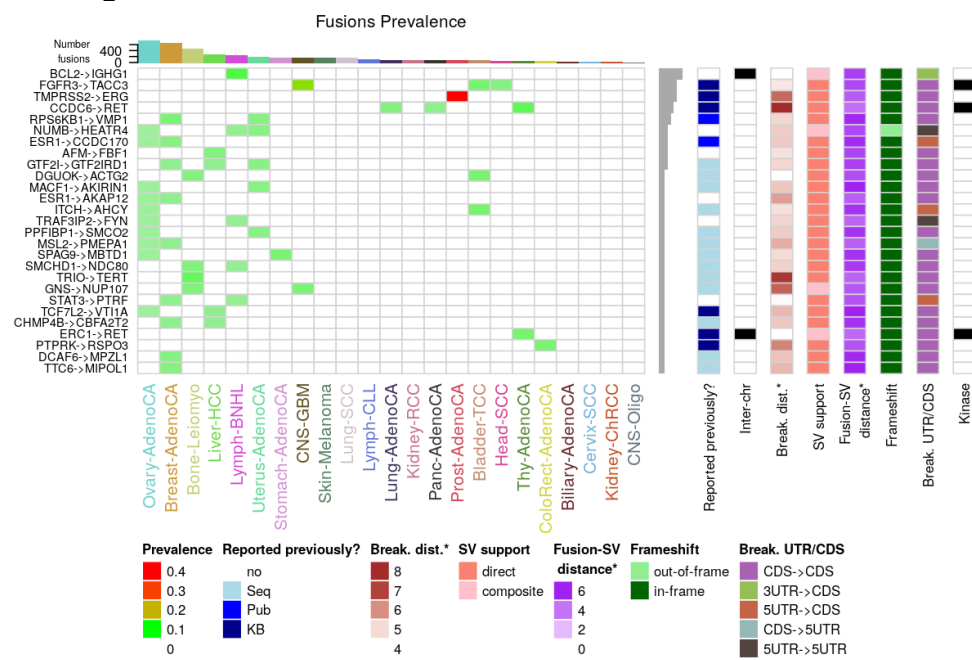 Fusions Prevalence
Number
fusions
400
0
BCL2->IGHG1
FGFR3->TACC3
TMPRSS2->ERG
CCDC6->RET
RPS6KB1->VMP1
NUMB->HEATR4
ESR1->CCDC170
AFM->FBF1
GTF2I->GTF2IRD1
DGUOK->ACTG2
MACF1->AKIRIN1
ESR1->AKAP12
ITCH->AHCY
TRAF3IP2->FYN
PPFIBP1->SMCO2
MSL2->PMEPA1
SPAG9->MBTD1
SMCHD1->NDC80
TRIO->TERT
GNS->NUP107
STAT3->PTRF
TCF7L2->VTI1A
CHMP4B->CBFA2T2
ERC1->RET
PTPRK->RSPO3
DCAF6->MPZL1
TTC6->MIPOL1
Ovary-AdenoCA
Breast-AdenoCA
Bone-Leiomyo
Liver-HCC
Lymph-BNHL
Uterus-AdenoCA
Stomach-AdenoCA
CNS-GBM
Skin-Melanoma
Lung-SCC
Lymph-CLL
Lung-AdenoCA
Kidney-RCC
Panc-AdenoCA
Prost-AdenoCA
Bladder-TCC
Head-SCC
Thy-AdenoCA
ColoRect-AdenoCA
Biliary-AdenoCA
Cervix-SCC
Kidney-ChRCC
CNS-Oligo
Reported previously?
Inter-chr
Break. dist.*
SV support
Fusion-SV
distance*
Frameshift
Break. UTR/CDS
Kinase
Prevalence
0.4
0.3
0.2
0.1
0
Reported previously?
no
Seq
Pub
KB
Break. dist.*
8
7
6
5
4
SV support
direct
composite
Fusion-SV
distance*
6
4
2
0
Frameshift
out-of-frame
in-frame
Break. UTR/CDS
CDS->CDS
3UTR->CDS
5UTR->CDS
CDS->5UTR
5UTR->5UTR